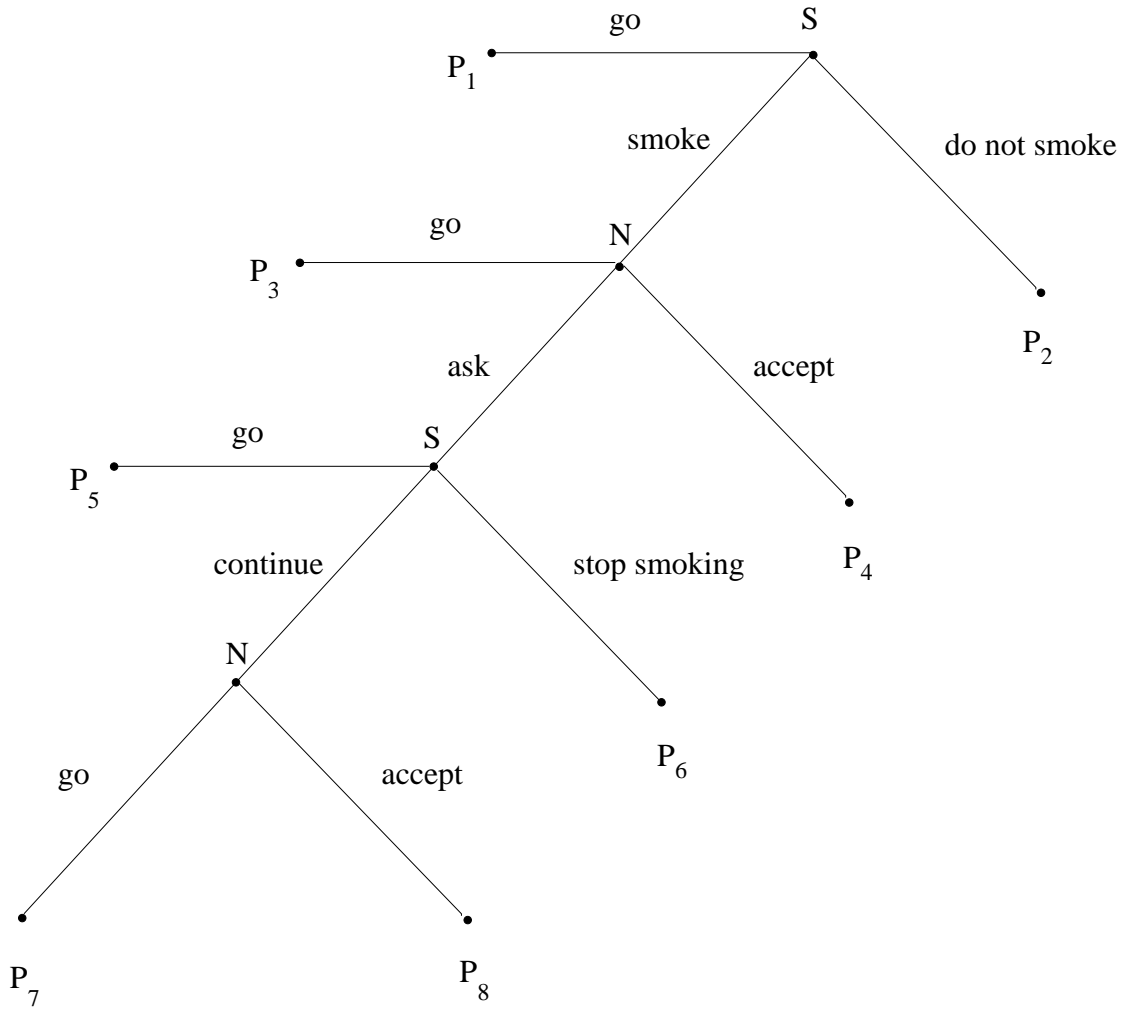 go
S
P1
smoke
do not smoke
go
N
P3
P2
ask
accept
go
S
P5
continue
stop smoking
P4
N
P6
go
accept
P7
P8